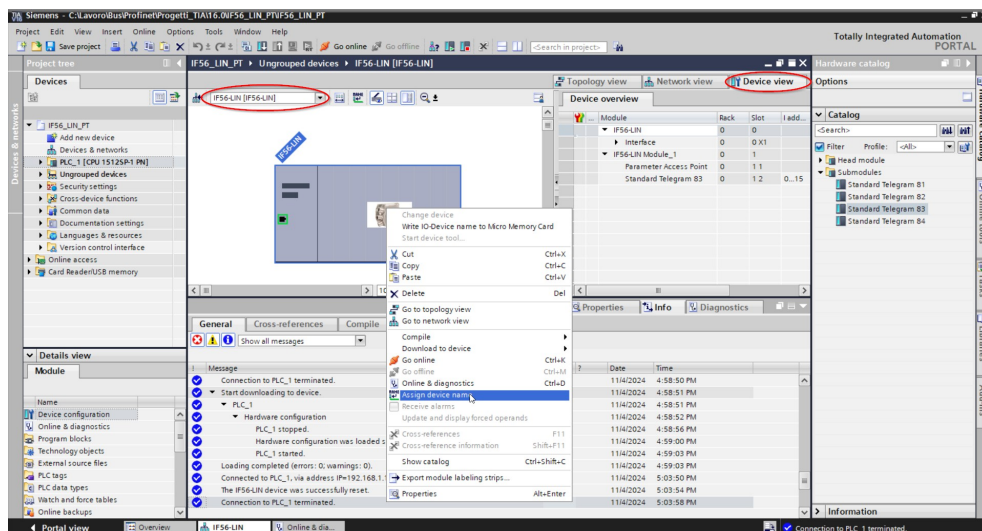 Siemens - C:\Lavoro\Bus\Profinet\Progetti_TIA\16.0\IF56_LIN_PT\IF56_LIN_PT
Project Edit View Insert Online Options Tools Window Help
Totally Integrated Automation
PORTAL
Save project
Go online
Go offline
<Search in project>
Project tree
IF56_LIN_PT ▸ Ungrouped devices ▸ IF56-LIN [IF56-LIN]
Hardware catalog
Devices
Topology view
Network view
Device view
Options
IF56-LIN [IF56-LIN]
Device overview
Module Rack Slot I add...
IF56-LIN 0 0
Interface 0 0 X1
IF56-LIN Module_1 0 1
Parameter Access Point 0 1 1
Standard Telegram 83 0 1 2 0...15
Catalog
<Search>
Filter Profile: <All>
Head module
Submodules
Standard Telegram 81
Standard Telegram 82
Standard Telegram 83
Standard Telegram 84
IF56_LIN_PT
Add new device
Devices & networks
PLC_1 [CPU 1512SP-1 PN]
Ungrouped devices
Security settings
Cross-device functions
Common data
Documentation settings
Languages & resources
Version control interface
Online access
Card Reader/USB memory
Devices & networks
IF56-LIN
Change device
Write IO-Device name to Micro Memory Card
Start device tool...
Cut Ctrl+X
Copy Ctrl+C
Paste Ctrl+V
Delete Del
Go to topology view
Go to network view
Compile
Download to device
Go online Ctrl+K
Go offline Ctrl+M
Online & diagnostics Ctrl+D
Assign device name
Receive alarms
Update and display forced operands
Cross-references F11
Cross-reference information Shift+F11
Show catalog Ctrl+Shift+C
Export module labeling strips...
Properties Alt+Enter
Properties
Info
Diagnostics
General
Cross-references
Compile
Show all messages
! Message ? Date Time
Connection to PLC_1 terminated. 11/4/2024 4:58:50 PM
Start downloading to device. 11/4/2024 4:58:51 PM
PLC_1 11/4/2024 4:58:51 PM
Hardware configuration 11/4/2024 4:58:52 PM
PLC_1 stopped. 11/4/2024 4:58:56 PM
Hardware configuration was loaded s 11/4/2024 4:59:00 PM
PLC_1 started. 11/4/2024 4:59:03 PM
Loading completed (errors: 0; warnings: 0). 11/4/2024 4:59:03 PM
Connected to PLC_1, via address IP=192.168.1. 11/4/2024 5:03:50 PM
The IF56-LIN device was successfully reset. 11/4/2024 5:03:54 PM
Connection to PLC_1 terminated. 11/4/2024 5:03:58 PM
Details view
Module
Name
Device configuration
Online & diagnostics
Program blocks
Technology objects
External source files
PLC tags
PLC data types
Watch and force tables
Online backups
Information
Portal view
Overview
IF56-LIN
Online & dia...
Connection to PLC_1 terminated.